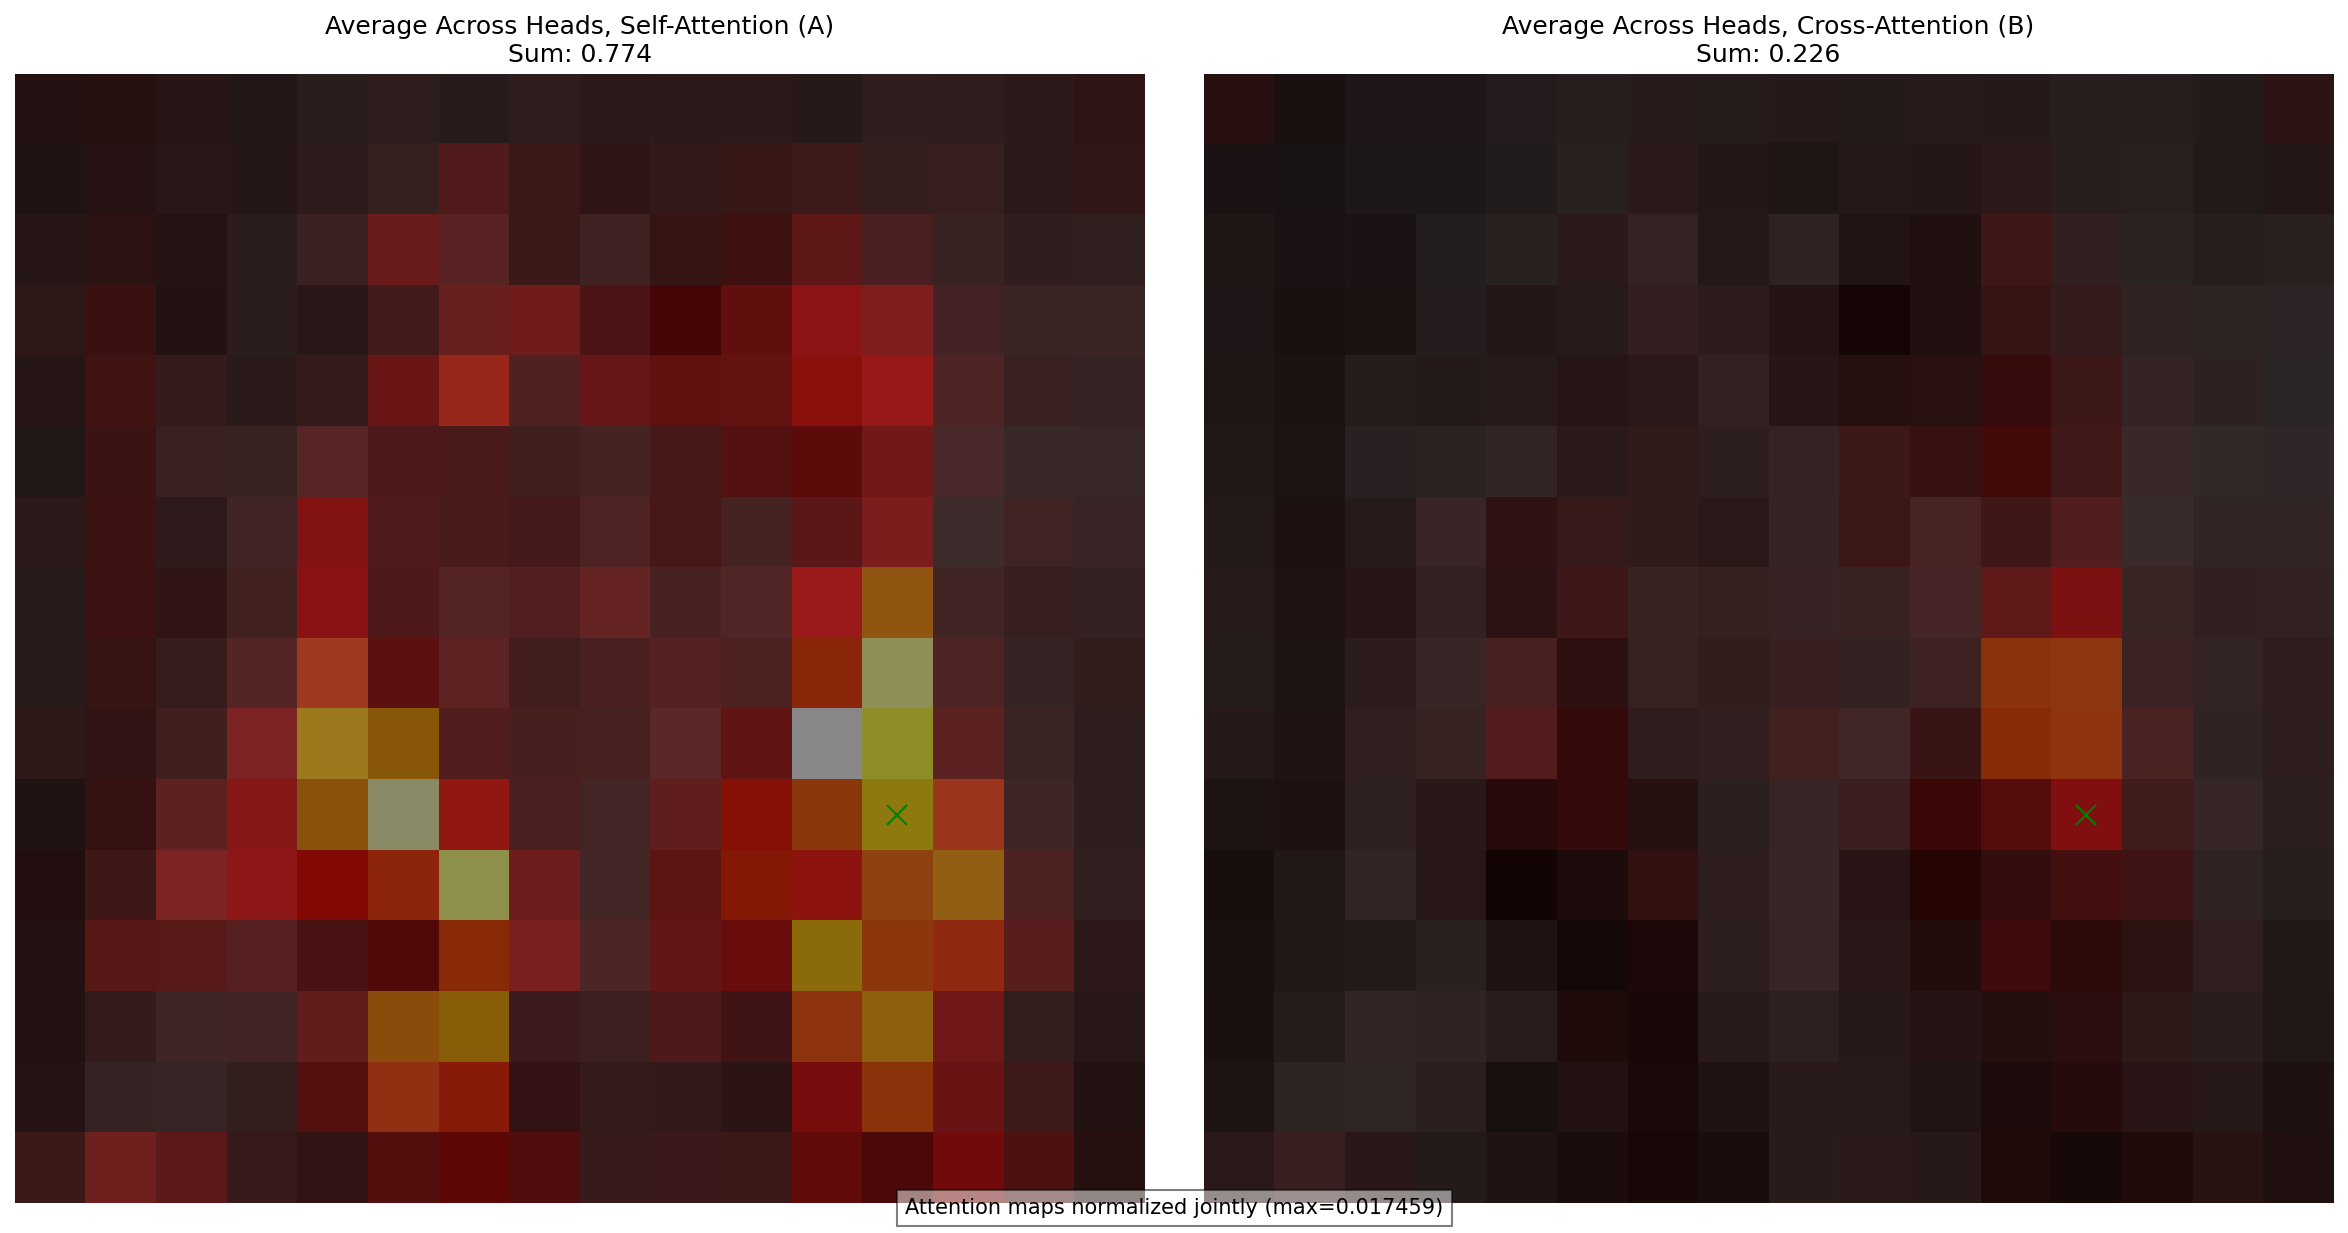 Average Across Heads, Self-Attention (A)
Sum: 0.774
Average Across Heads, Cross-Attention (B)
Sum: 0.226
Attention maps normalized jointly (max=0.017459)